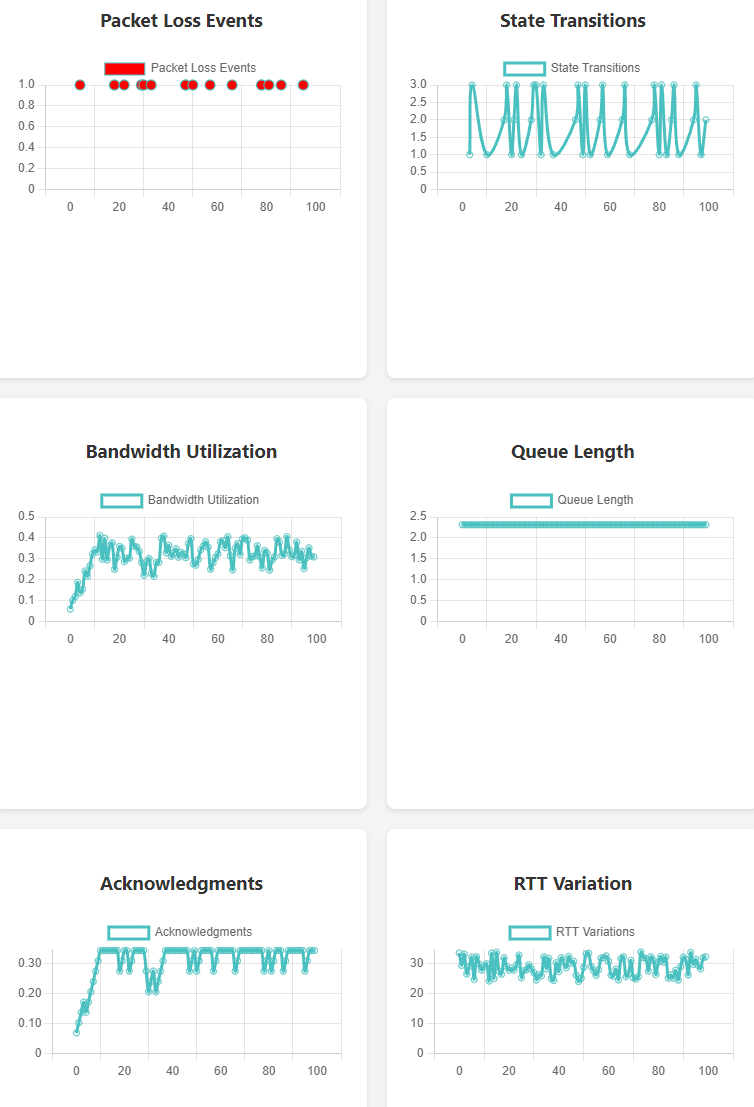 Packet Loss Events
Packet Loss Events
1.0
0.8
0.6
0.4
0.2
0
0 20 40 60 80 100
State Transitions
State Transitions
3.0
2.5
2.0
1.5
1.0
0.5
0
0 20 40 60 80 100
Bandwidth Utilization
Bandwidth Utilization
0.5
0.4
0.3
0.2
0.1
0
0 20 40 60 80 100
Queue Length
Queue Length
2.5
2.0
1.5
1.0
0.5
0
0 20 40 60 80 100
Acknowledgments
Acknowledgments
0.30
0.20
0.10
0
0 20 40 60 80 100
RTT Variation
RTT Variations
30
20
10
0
0 20 40 60 80 100